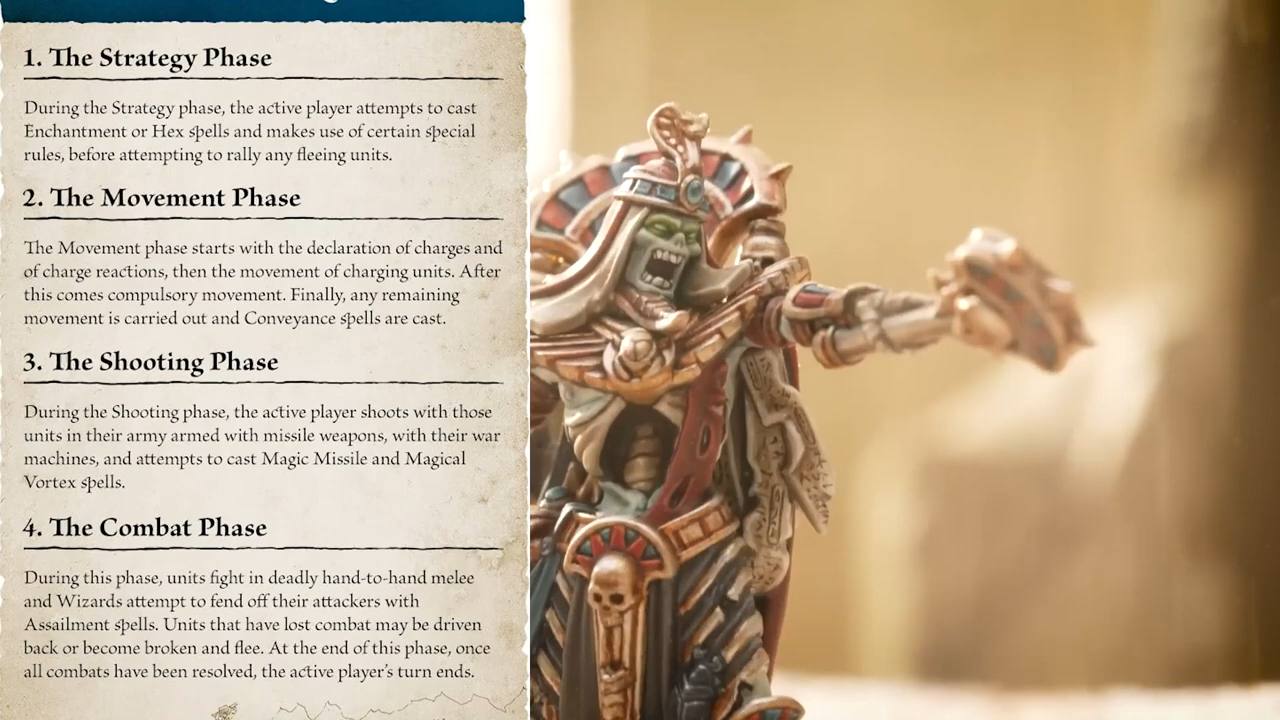 1. The Strategy Phase
During the Strategy phase, the active player attempts to cast
Enchantment or Hex spells and makes use of certain special
rules, before attempting to rally any fleeing units.
2. The Movement Phase
The Movement phase starts with the declaration of charges and
of charge reactions, then the movement of charging units. After
this comes compulsory movement. Finally, any remaining
movement is carried out and Conveyance spells are cast.
3. The Shooting Phase
During the Shooting phase, the active player shoots with those
units in their army armed with missile weapons, with their war
machines, and attempts to cast Magic Missile and Magical
Vortex spells.
4. The Combat Phase
During this phase, units fight in deadly hand-to-hand melee
and Wizards attempt to fend off their attackers with
Assailment spells. Units that have lost combat may be driven
back or become broken and flee. At the end of this phase, once
all combats have been resolved, the active player's turn ends.